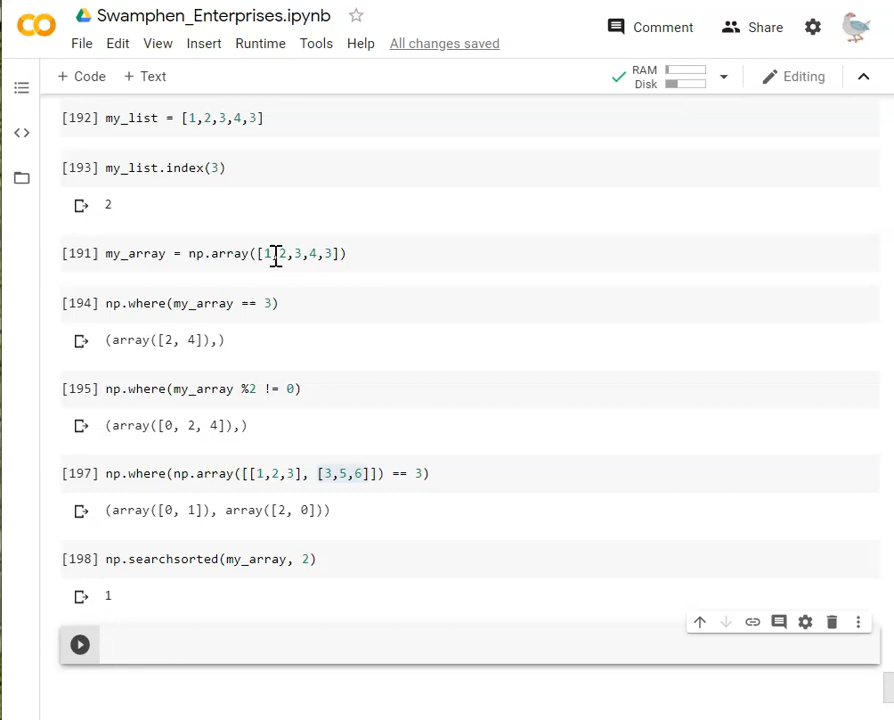 Swamphen_Enterprises.ipynb
File Edit View Insert Runtime Tools Help All changes saved
Comment Share
+ Code + Text
RAM
Disk
Editing
[192] my_list = [1,2,3,4,3]
[193] my_list.index(3)
2
[191] my_array = np.array([1,2,3,4,3])
[194] np.where(my_array == 3)
(array([2, 4]),)
[195] np.where(my_array %2 != 0)
(array([0, 2, 4]),)
[197] np.where(np.array([[1,2,3], [3,5,6]]) == 3)
(array([0, 1]), array([2, 0]))
[198] np.searchsorted(my_array, 2)
1